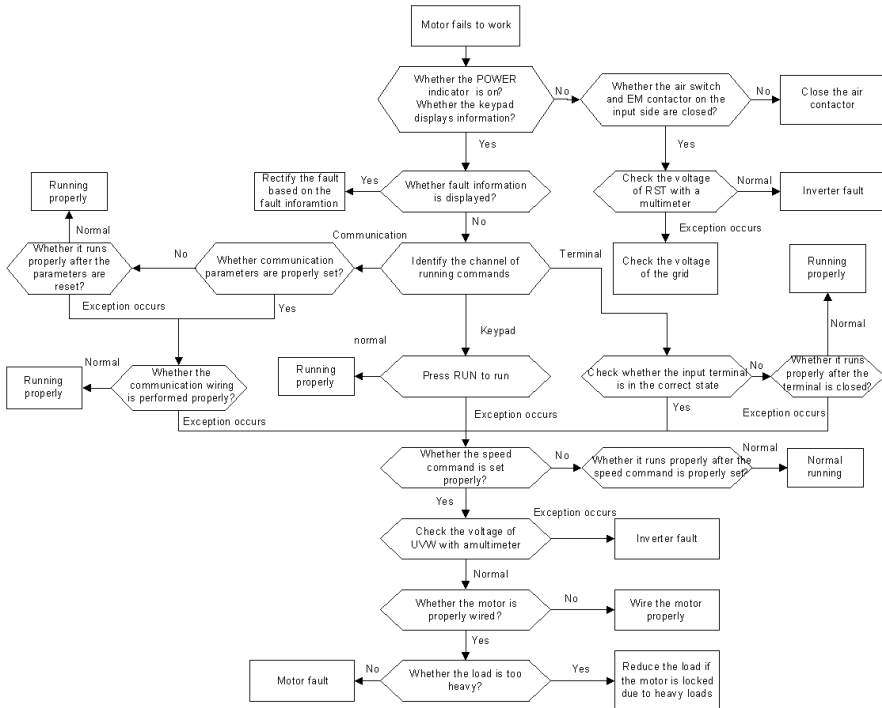 Motor fails to
work
Whether the POWER
indicator is on?
Whether the keypad
displays information?
No
Whether the air switch
and EM contactor on the
input side are closed?
No
Close the air
contactor
Yes
Yes
Rectify the fault
based on the
fault inforamtion
Yes
Whether fault information
is displayed?
Check the voltage
of RST with a
multimeter
Normal
Inverter fault
Running
properly
Normal
No
Exception occurs
Communication
Whether it runs
properly after the
parameters are
reset?
No
Whether communication
parameters are properly set?
Identify the channel of
running commands
Terminal
Check the voltage
of the grid
Running
properly
Exception occurs
Yes
Keypad
Normal
Running
properly
Normal
Whether the
communication wiring
is performed properly?
Running
properly
normal
Press RUN to run
Check whether the input terminal
is in the correct state
No
Whether it runs
properly after the
terminal is closed?
Exception occurs
Exception occurs
Yes
Exception occurs
Whether the speed
command is set
properly?
No
Whether it runs properly after the
speed command is properly set?
Normal
Normal
running
Yes
Exception occurs
Check the voltage of
UVW with amultimeter
Inverter fault
Normal
Whether the motor is
properly wired?
No
Wire the motor
properly
Yes
Motor fault
No
Whether the load is too
heavy?
Yes
Reduce the load if
the motor is locked
due to heavy loads